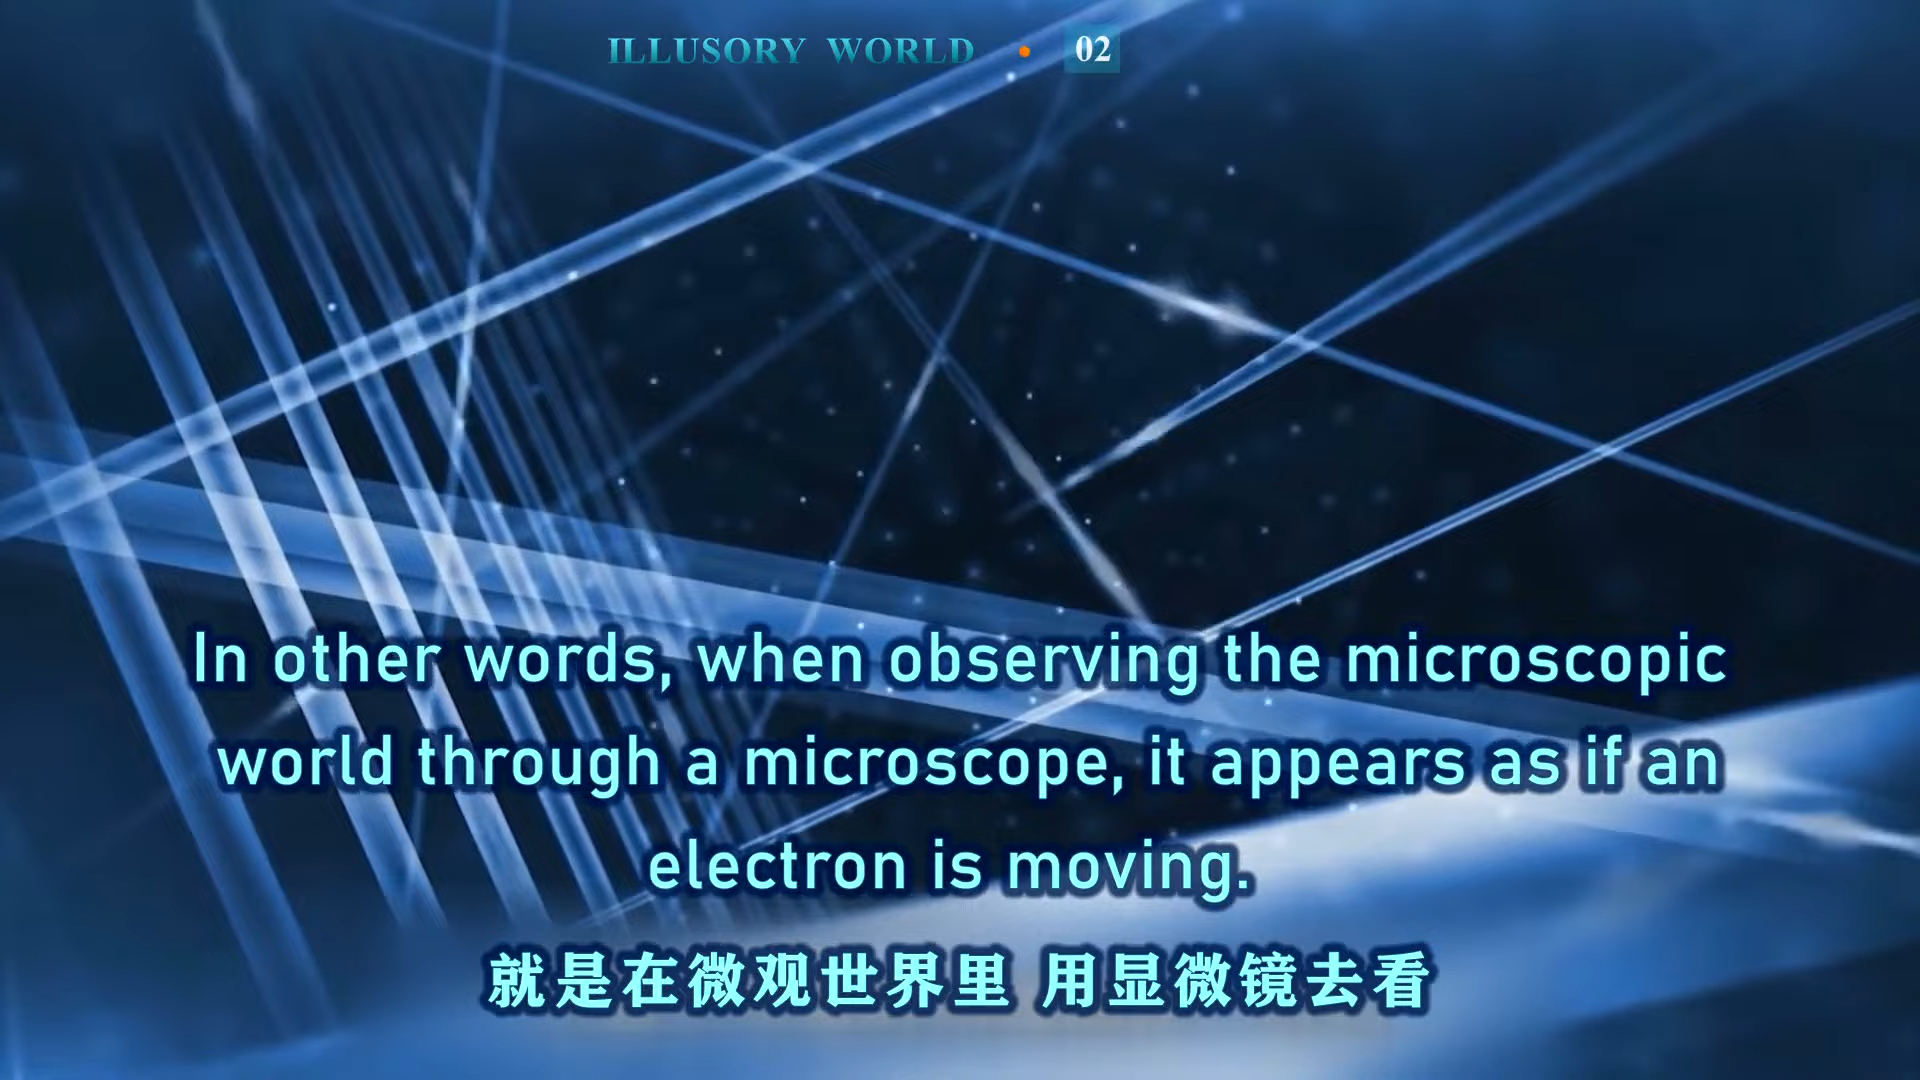 ILLUSORY WORLD • 02
In other words, when observing the microscopic
world through a microscope, it appears as if an
electron is moving.
就是在微观世界里 用显微镜去看